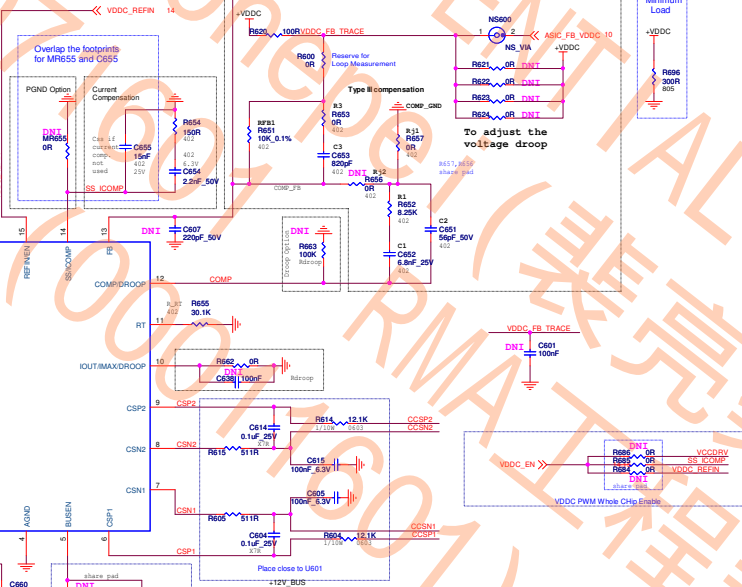 VDDC_REFIN 14
+VDDC
R620 100R VDDC_FB_TRACE
R600
0R
Reserve for
Loop Measurement
NS600
1 2
NS_VIA
ASIC_FB_VDDC 10
+VDDC
R621 0R DNI
R622 0R DNI
R623 0R DNI
R624 0R DNI
To adjust the
voltage droop
Minimum
Load
+VDDC
R696
300R
805
Overlap the footprints
for MR655 and C655
PGND Option
DNI
MR655
0R
Current
Compensation
Css if
current
comp.
not
used
C655
15nF
402
25V
R654
150R
402
402
6.3V
C654
2.2nF_50V
SS_ICOMP
Type III compensation
RFB1
R651
10K_0.1%
402
R3
R653
0R
402
C3
C653
820pF
402
COMP_GND
Rj1
R657
0R
402
R657,R656
share pad
DNI Rj2
R656
0R
402
COMP_FB
R1
R652
8.25K
402
C2
C651
56pF_50V
402
C1
C652
6.8nF_25V
402
DNI
C607
220pF_50V
Droop Option
DNI
R663
100K
Rdroop
15
14
13
REFIN/EN
SS/ICOMP
FB
COMP/DROOP 12 COMP
RT 11
R_RT
402
R655
30.1K
IOUT/IMAX/DROOP 10
R662 0R
DNI
C638 100nF
Rdroop
CSP2 9 CSP2
CSN2 8 CSN2
CSN1 7 CSN1
AGND
BUSEN
CSP1
4
5
6
CSP1
C614
0.1uF_25V
X7R
R614 12.1K
1/10W 0603
CCSP2
CCSN2
R615 511R
C615
100nF_6.3V
C605
100nF_6.3V
R605 511R
C604
0.1uF_25V
X7R
R604 12.1K
1/10W 0603
CCSN1
CCSP1
Place close to U601
+12V_BUS
share pad
DNI
C660
VDDC_FB_TRACE
DNI
C601
100nF
VDDC_EN
DNI
R686 0R VCCDRV
R685 0R SS_ICOMP
R684 0R VDDC_REFIN
DNI
share pad
VDDC PWM Whole CHip Enable